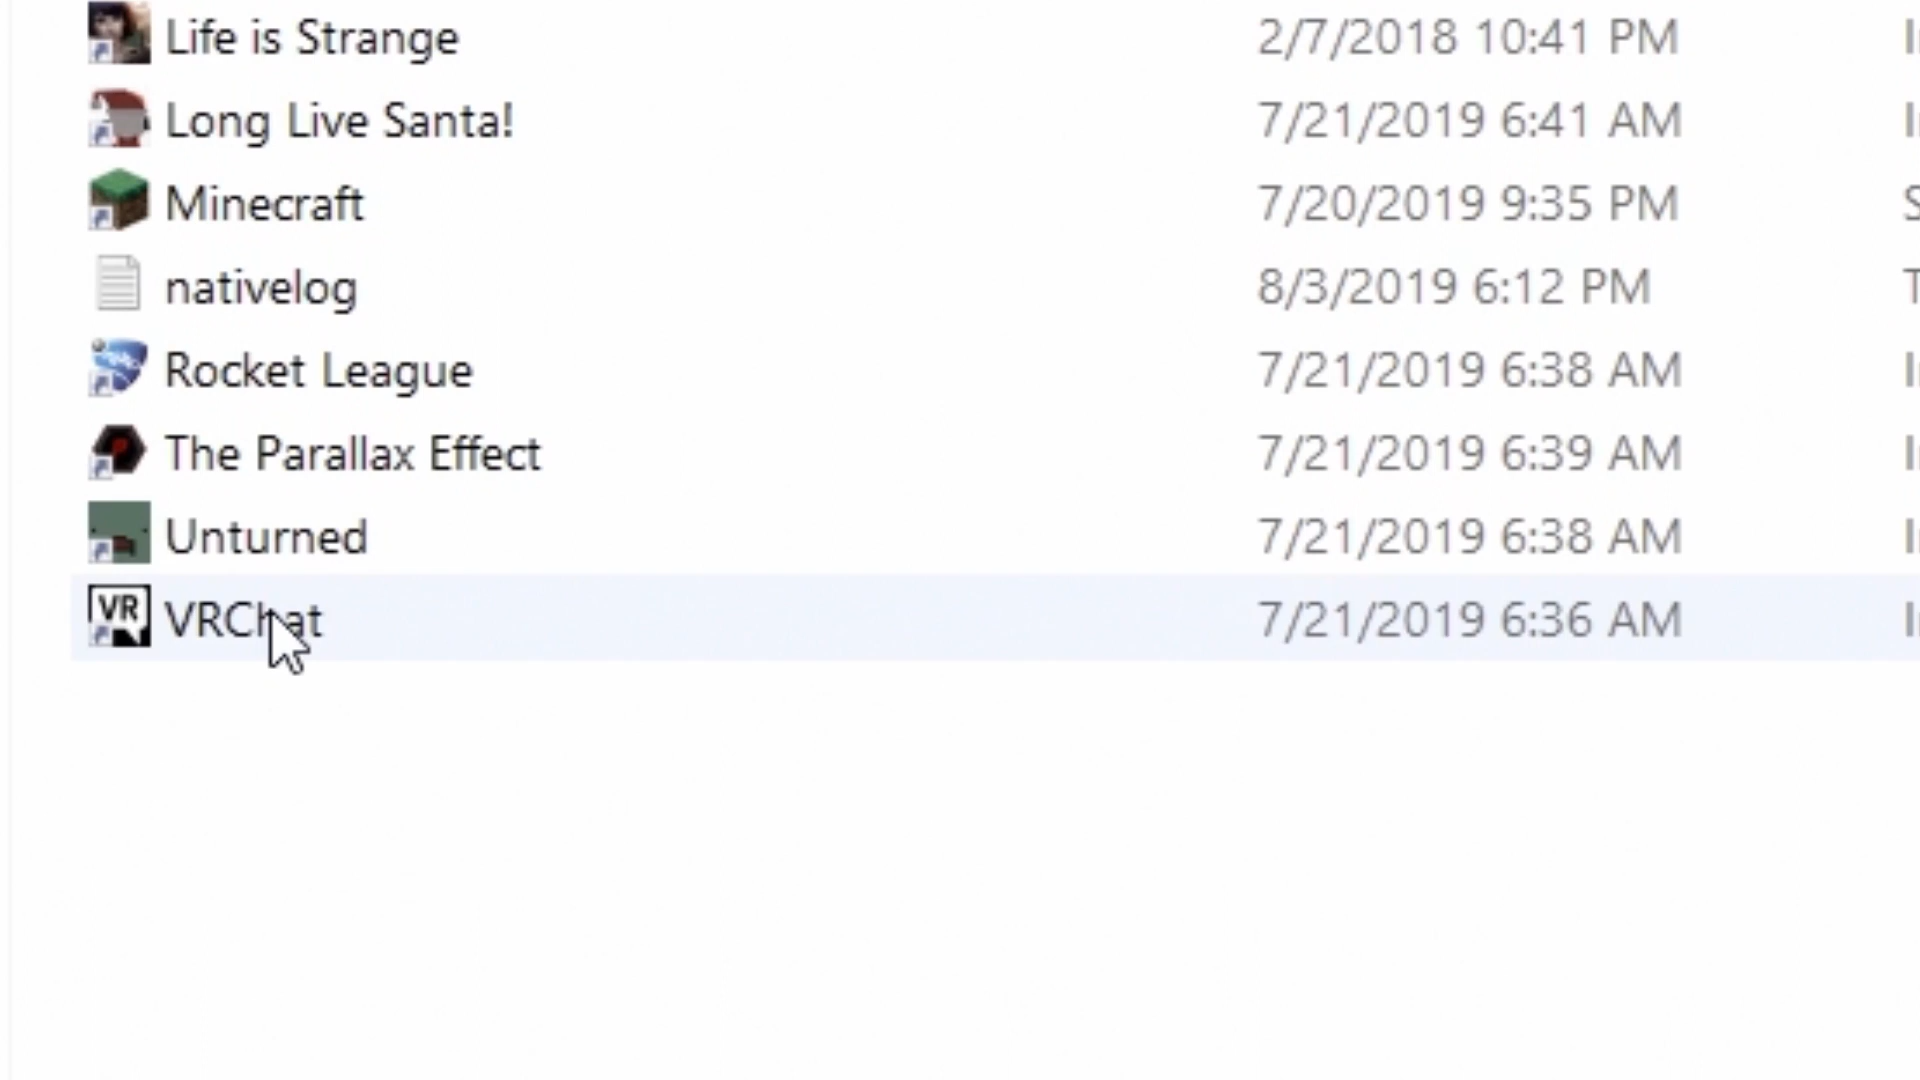 Life is Strange 2/7/2018 10:41 PM
Long Live Santa! 7/21/2019 6:41 AM
Minecraft 7/20/2019 9:35 PM S
nativelog 8/3/2019 6:12 PM T
Rocket League 7/21/2019 6:38 AM
The Parallax Effect 7/21/2019 6:39 AM
Unturned 7/21/2019 6:38 AM
VR VRChat 7/21/2019 6:36 AM